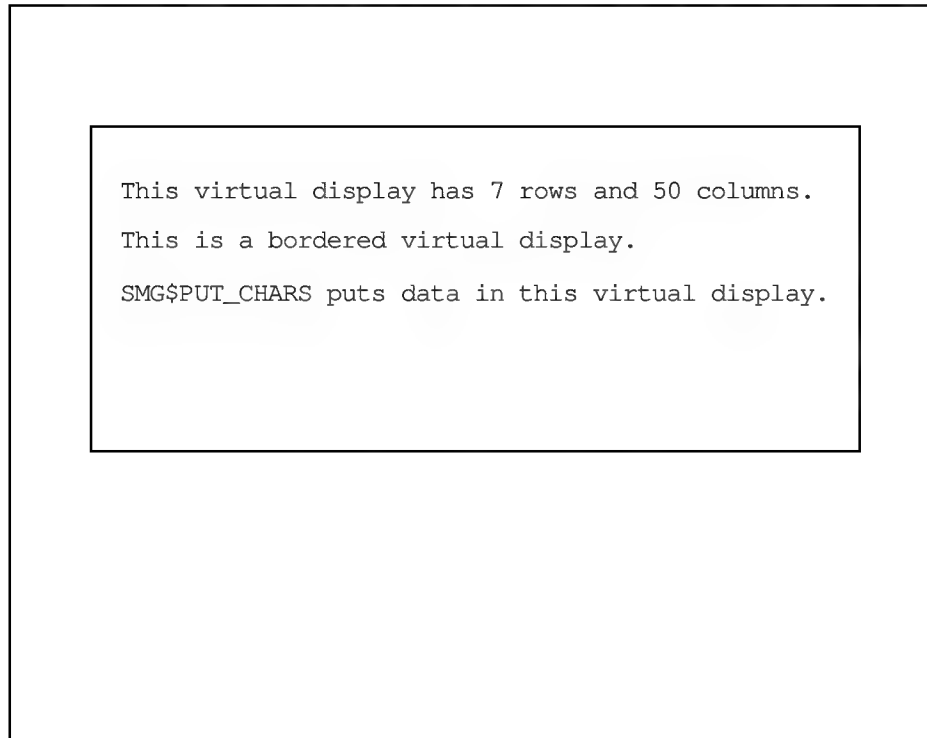 This virtual display has 7 rows and 50 columns.
This is a bordered virtual display.
SMG$PUT_CHARS puts data in this virtual display.